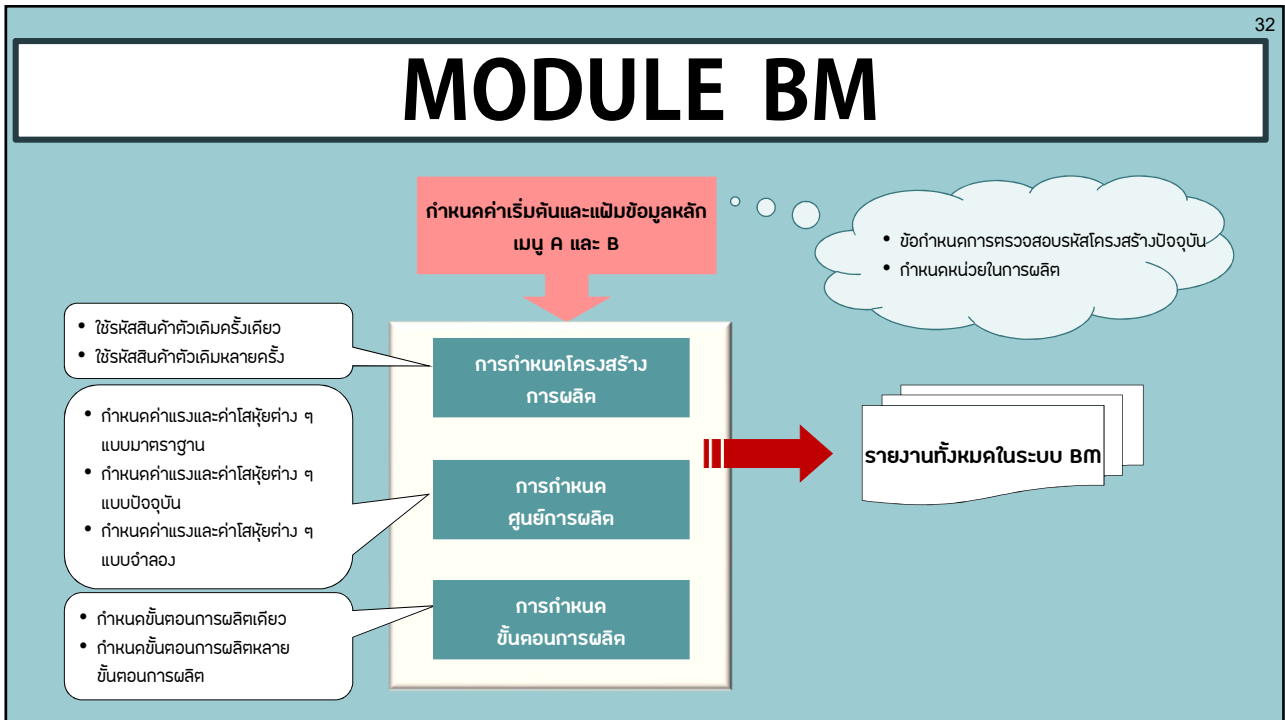 32
MODULE BM
กำหนดค่าเริ่มต้นและแฟ้มข้อมูลหลัก
เมนู A และ B
• ข้อกำหนดการตรวจสอบรหัสโครงสร้างปัจจุบัน
• กำหนดหน่วยในการผลิต
• ใช้รหัสสินค้าตัวเดิมครั้งเดียว
• ใช้รหัสสินค้าตัวเดิมหลายครั้ง
การกำหนดโครงสร้าง
การผลิต
• กำหนดค่าแรงและค่าโสหุ้ยต่าง ๆ
แบบมาตราฐาน
• กำหนดค่าแรงและค่าโสหุ้ยต่าง ๆ
แบบปัจจุบัน
• กำหนดค่าแรงและค่าโสหุ้ยต่าง ๆ
แบบจำลอง
การกำหนด
ศูนย์การผลิต
รายงานทั้งหมดในระบบ BM
• กำหนดขั้นตอนการผลิตเดียว
• กำหนดขั้นตอนการผลิตหลาย
ขั้นตอนการผลิต
การกำหนด
ขั้นตอนการผลิต